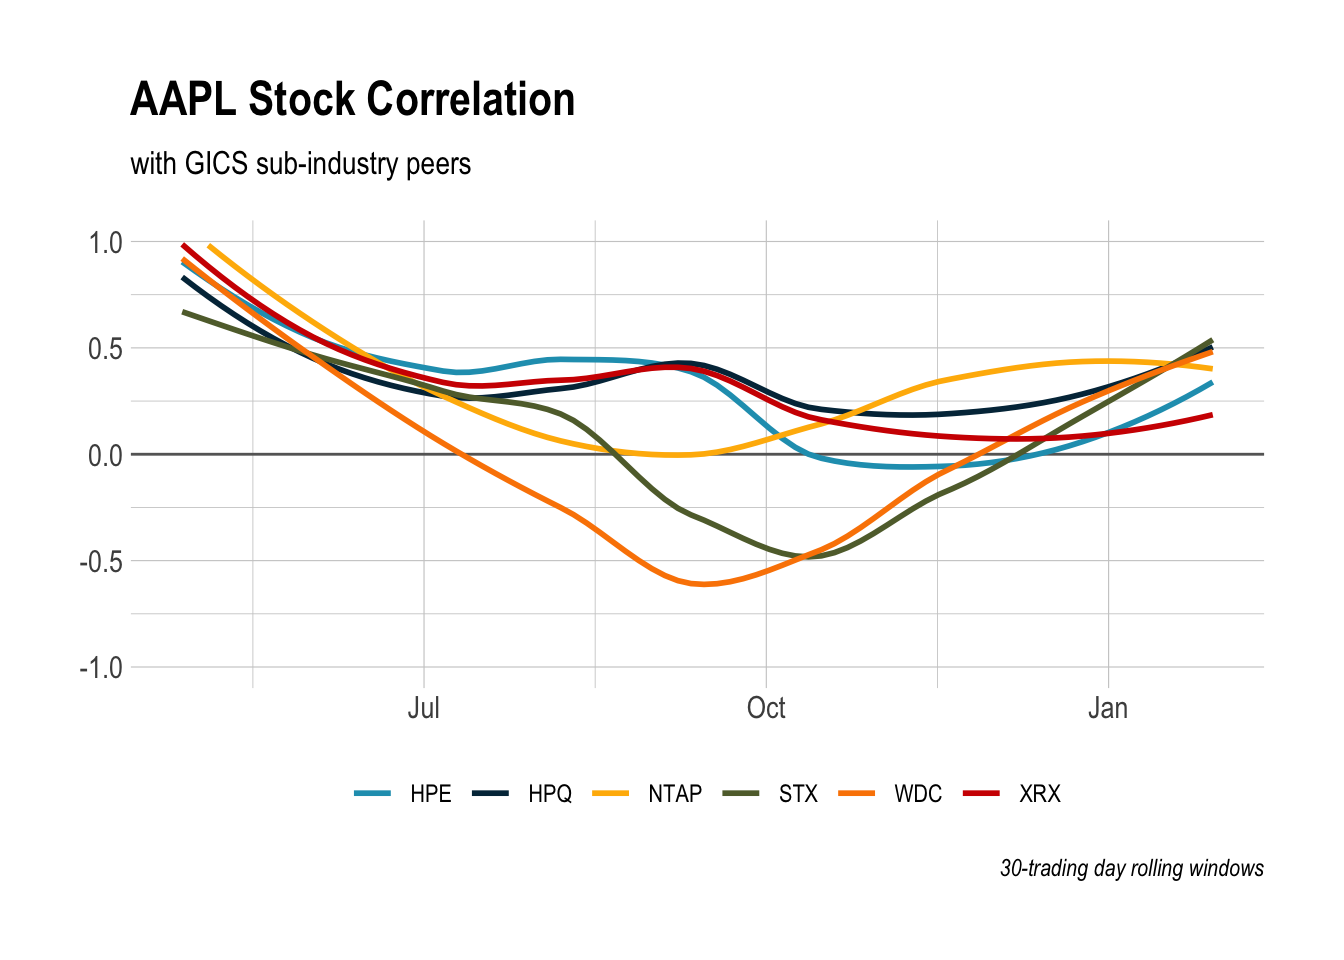 AAPL Stock Correlation
with GICS sub-industry peers
1.0
0.5
0.0
-0.5
-1.0
Jul Oct Jan
HPE HPQ NTAP STX WDC XRX
30-trading day rolling windows